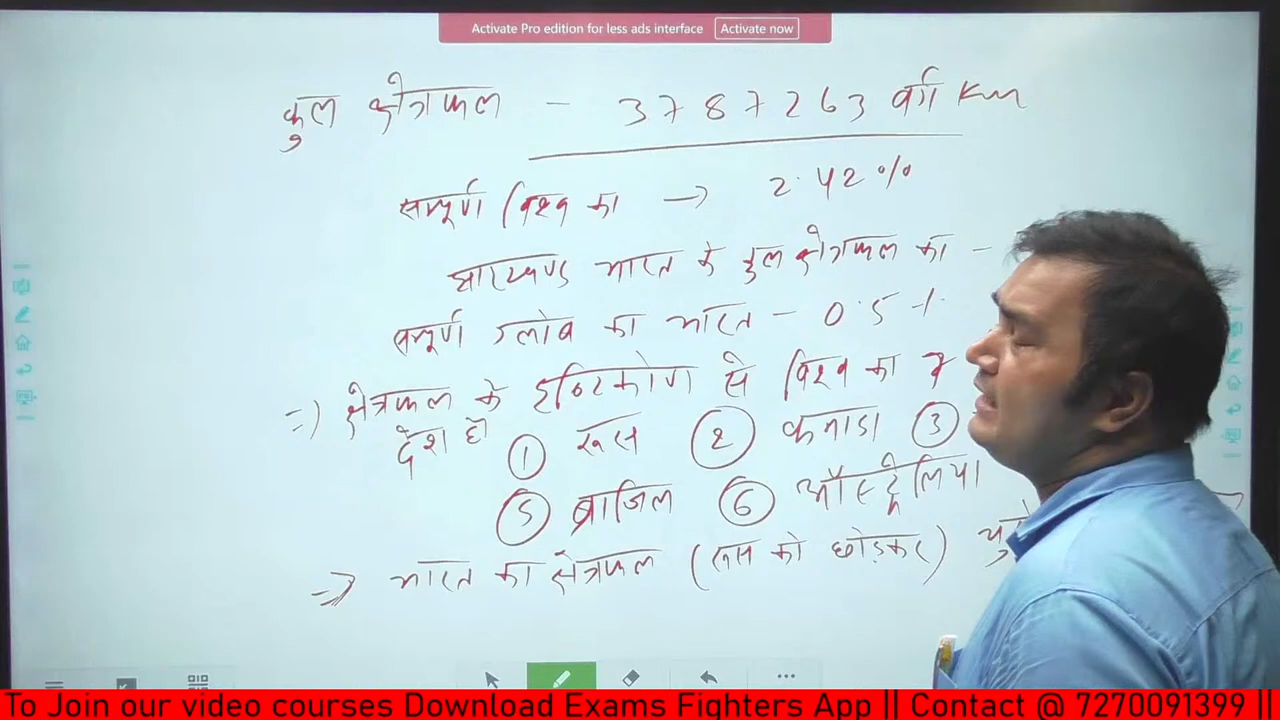 Activate Pro edition for less ads interface Activate now
कुल क्षेत्रफल - 3787263 वर्ग Km
सम्पूर्ण विश्व का → 2.42%
झारखण्ड भारत के कुल क्षेत्रफल का -
सम्पूर्ण ग्लोब का भारत - 0.5 %
=) क्षेत्रफल के दृष्टिकोण से विश्व का
देश है ① रूस ② कनाडा ③
⑤ ब्राजिल ⑥ ऑस्ट्रेलिया
=) भारत का क्षेत्रफल (रूस को छोड़कर)
To Join our video courses Download Exams Fighters App || Contact @ 7270091399 ||